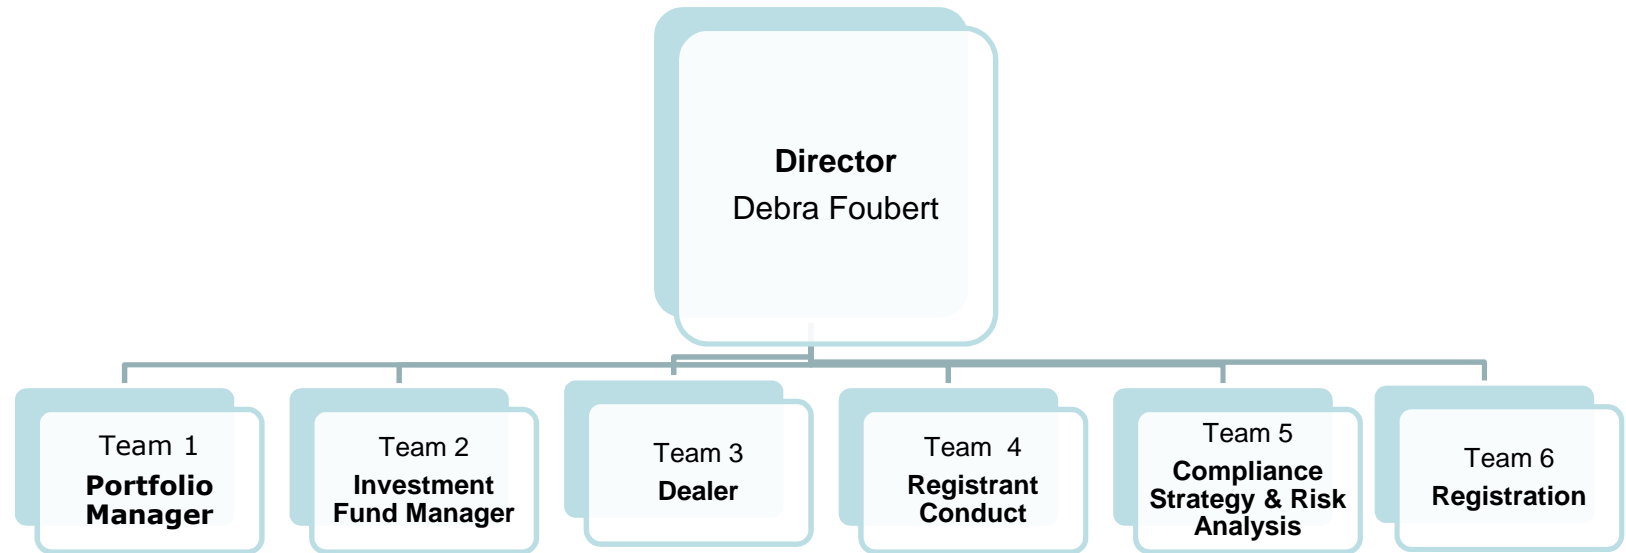 Director
Debra Foubert
Team 1
Portfolio
Manager
Team 2
Investment
Fund Manager
Team 3
Dealer
Team 4
Registrant
Conduct
Team 5
Compliance
Strategy & Risk
Analysis
Team 6
Registration